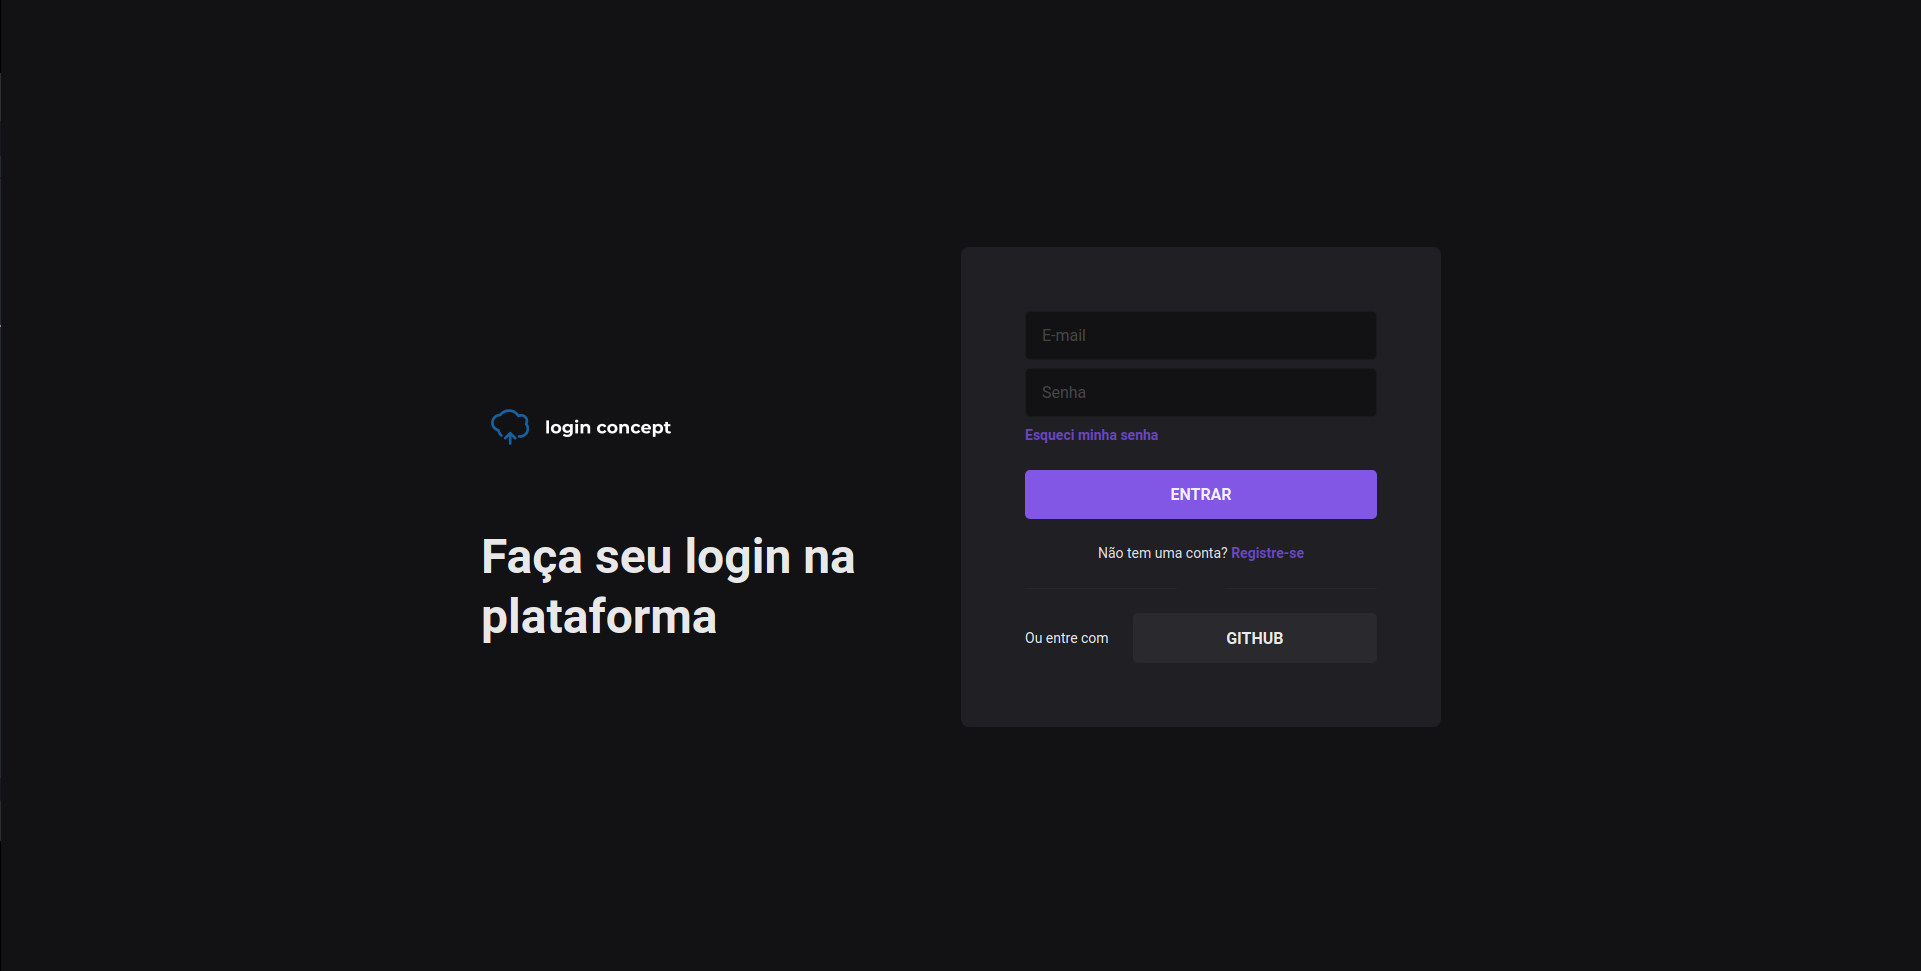 login concept
Faça seu login na
plataforma
E-mail
Senha
Esqueci minha senha
ENTRAR
Não tem uma conta? Registre-se
Ou entre com
GITHUB